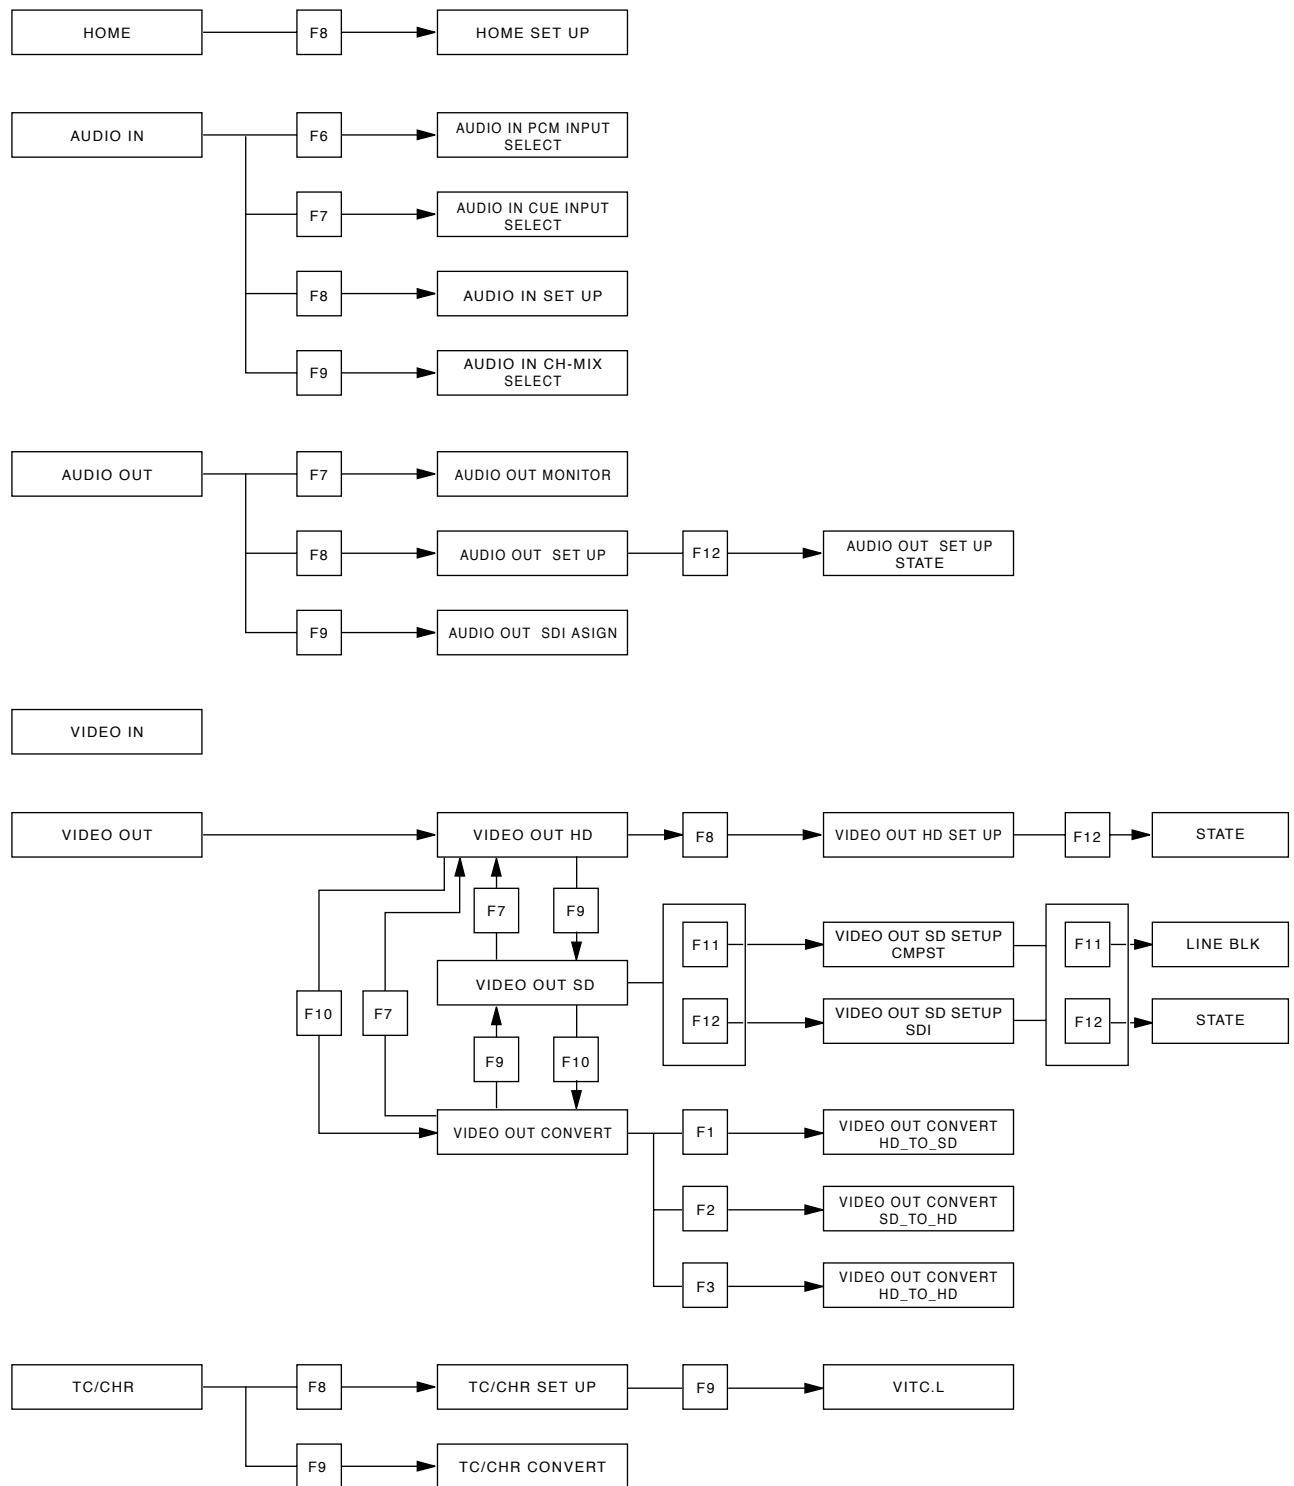 HOME
F8
HOME SET UP
AUDIO IN
F6
AUDIO IN PCM INPUT
SELECT
F7
AUDIO IN CUE INPUT
SELECT
F8
AUDIO IN SET UP
F9
AUDIO IN CH-MIX
SELECT
AUDIO OUT
F7
AUDIO OUT MONITOR
F8
AUDIO OUT SET UP
F12
AUDIO OUT SET UP
STATE
F9
AUDIO OUT SDI ASIGN
VIDEO IN
VIDEO OUT
VIDEO OUT HD
F8
VIDEO OUT HD SET UP
F12
STATE
F7
F9
F11
VIDEO OUT SD SETUP
CMPST
F11
LINE BLK
VIDEO OUT SD
F10
F7
F12
VIDEO OUT SD SETUP
SDI
F12
STATE
F9
F10
VIDEO OUT CONVERT
F1
VIDEO OUT CONVERT
HD_TO_SD
F2
VIDEO OUT CONVERT
SD_TO_HD
F3
VIDEO OUT CONVERT
HD_TO_HD
TC/CHR
F8
TC/CHR SET UP
F9
VITC.L
F9
TC/CHR CONVERT